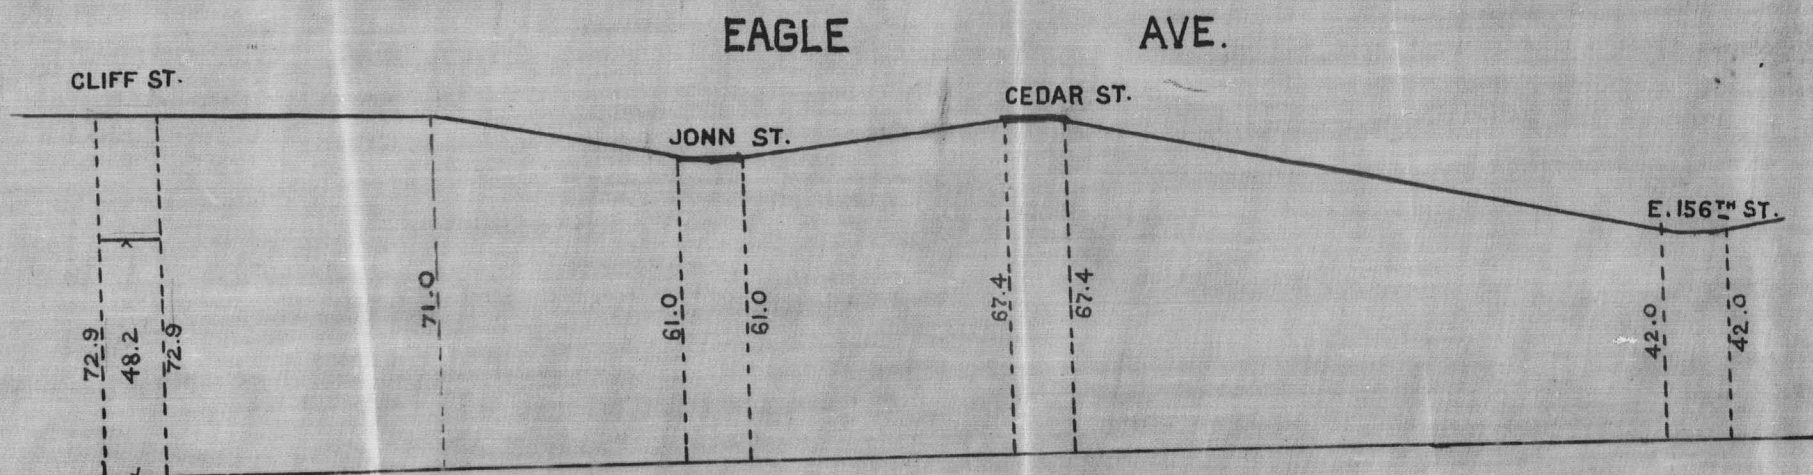 EAGLE AVE.
CLIFF ST.
CEDAR ST.
JONN ST.
E. 156TH ST.
72.9
48.2
72.9
71.0
61.0
61.0
67.4
67.4
42.0
42.0